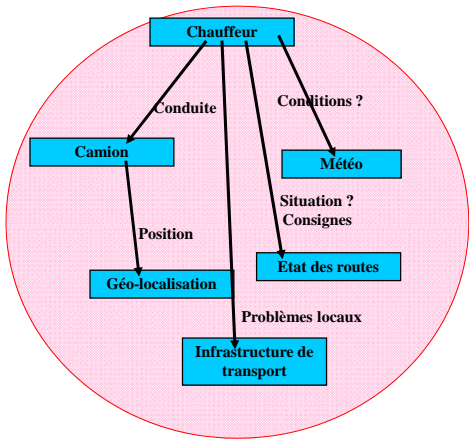 Chauffeur
Conduite
Conditions ?
Camion
Météo
Situation ?
Consignes
Position
Etat des routes
Géo-localisation
Problèmes locaux
Infrastructure de
transport